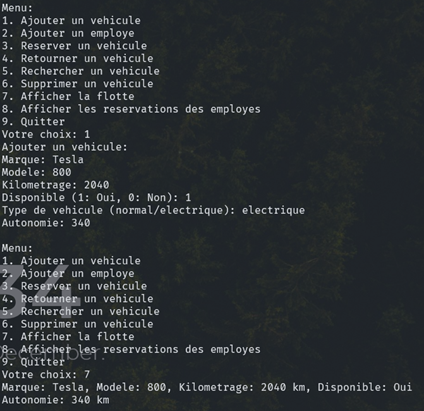 Menu:
1. Ajouter un vehicule
2. Ajouter un employe
3. Reserver un vehicule
4. Retourner un vehicule
5. Rechercher un vehicule
6. Supprimer un vehicule
7. Afficher la flotte
8. Afficher les reservations des employes
9. Quitter
Votre choix: 1
Ajouter un vehicule:
Marque: Tesla
Modele: 800
Kilometrage: 2040
Disponible (1: Oui, 0: Non): 1
Type de vehicule (normal/electrique): electrique
Autonomie: 340
Menu:
1. Ajouter un vehicule
2. Ajouter un employe
3. Reserver un vehicule
4. Retourner un vehicule
5. Rechercher un vehicule
6. Supprimer un vehicule
7. Afficher la flotte
8. Afficher les reservations des employes
9. Quitter
Votre choix: 7
Marque: Tesla, Modele: 800, Kilometrage: 2040 km, Disponible: Oui
Autonomie: 340 km
34